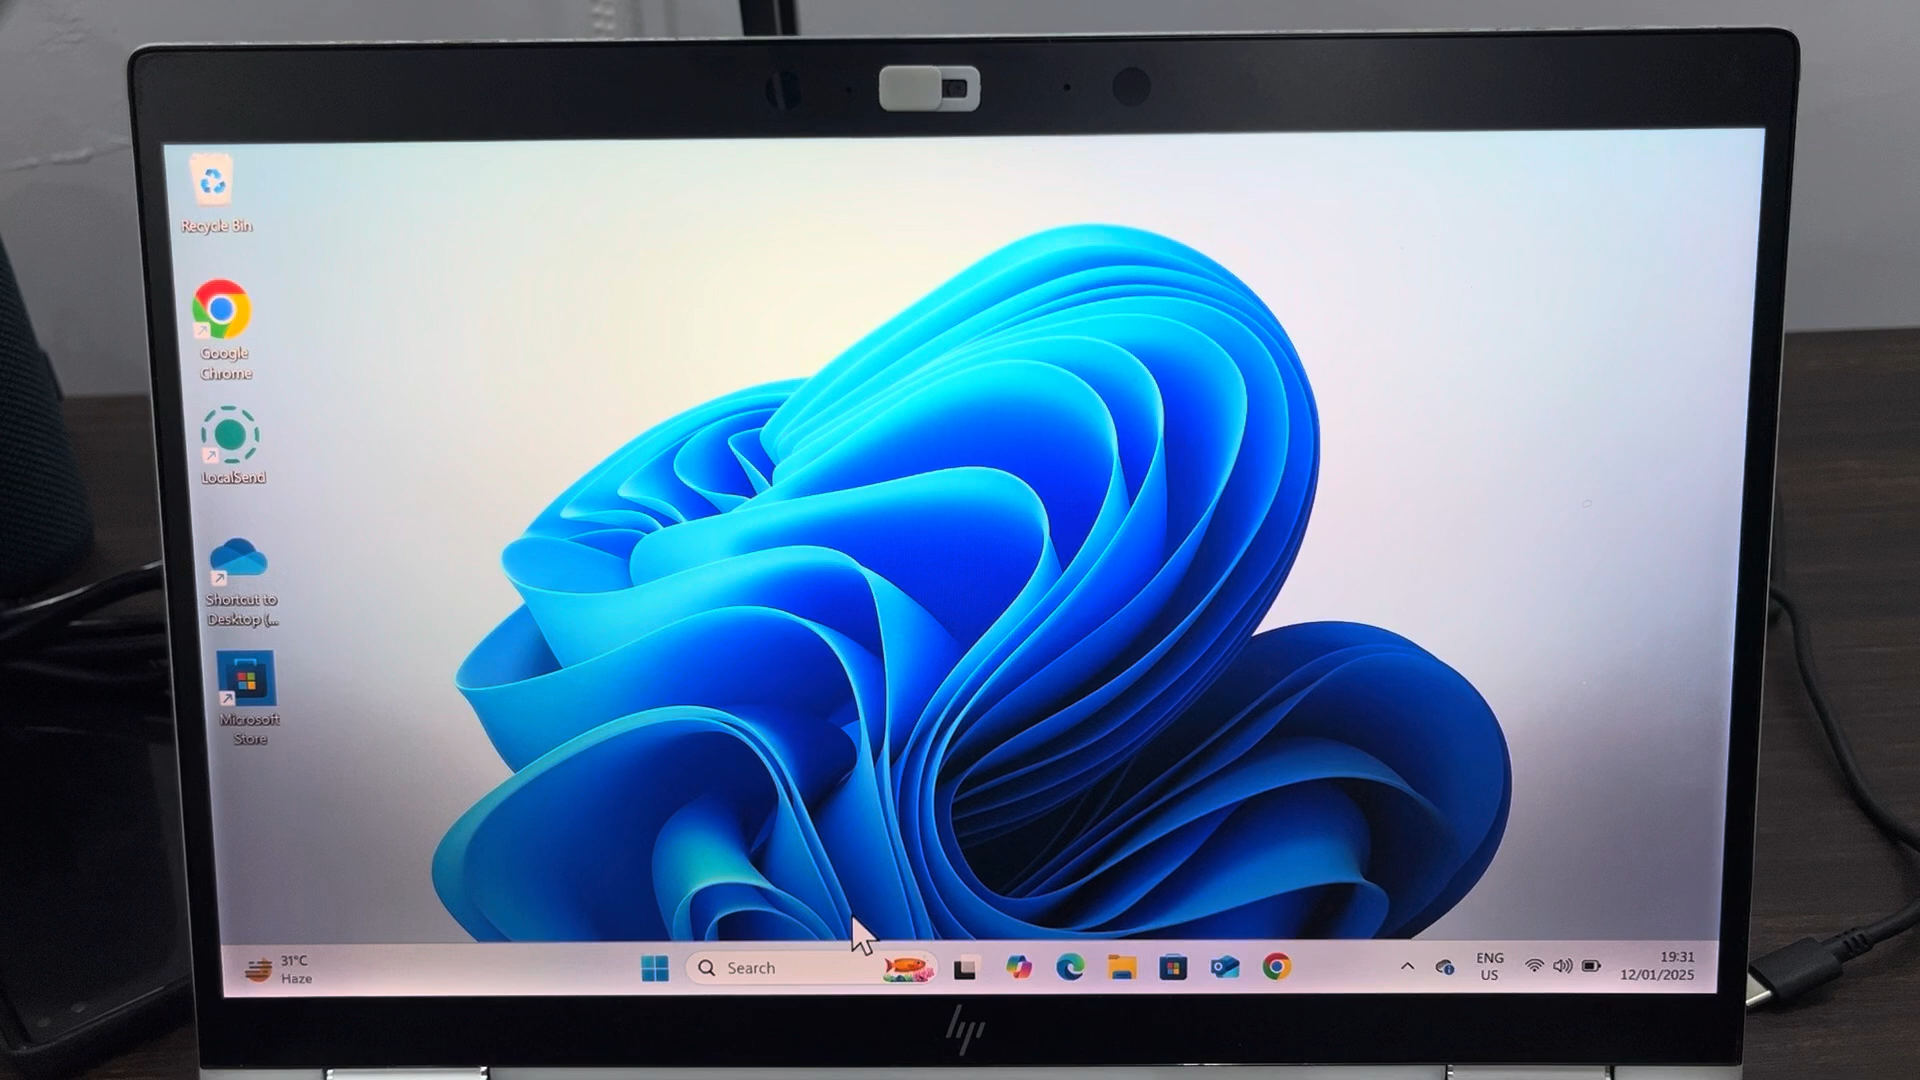 Recycle Bin
Google
Chrome
LocalSend
Shortcut to
Desktop (...
Microsoft
Store
31°C
Haze
Search
ENG
US
19:31
12/01/2025
hp